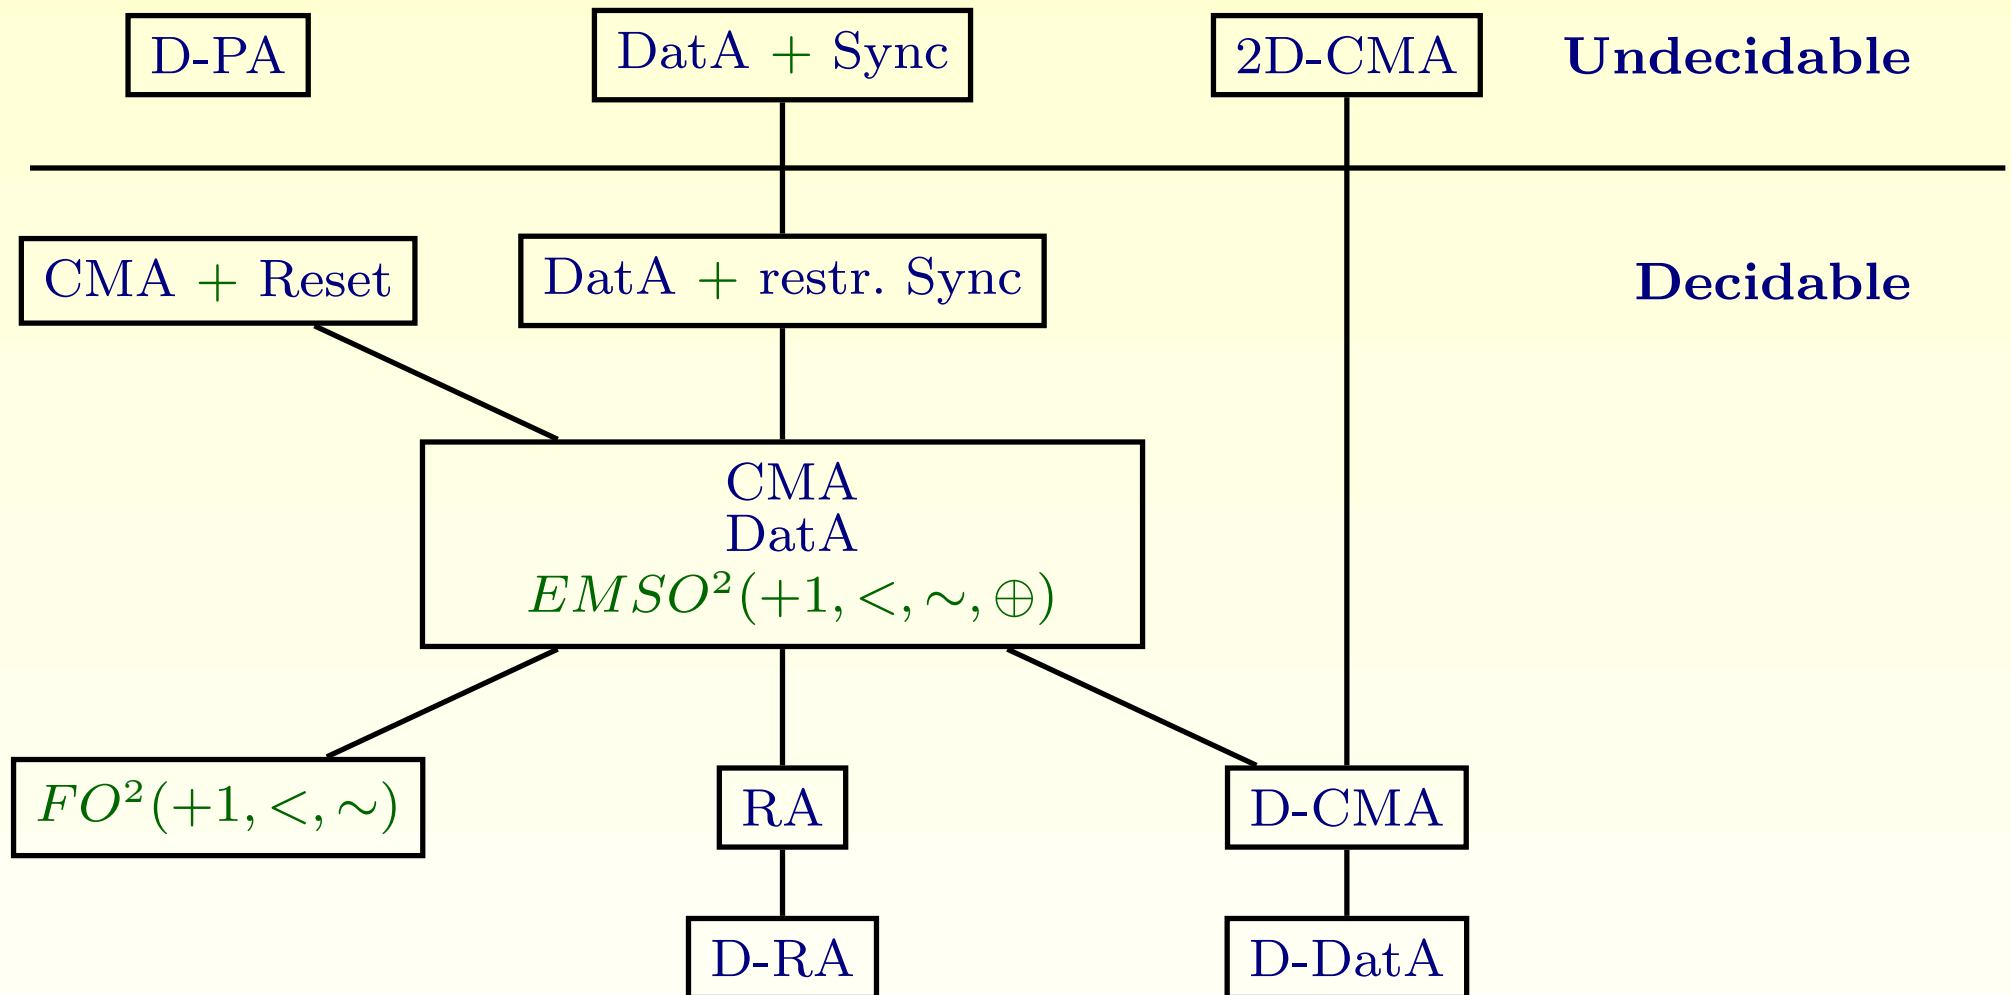 D-PA
DatA + Sync
2D-CMA
Undecidable
CMA + Reset
DatA + restr. Sync
Decidable
CMA
DatA
EMSO²(+1, <, ∼, ⊕)
FO²(+1, <, ∼)
RA
D-CMA
D-RA
D-DatA